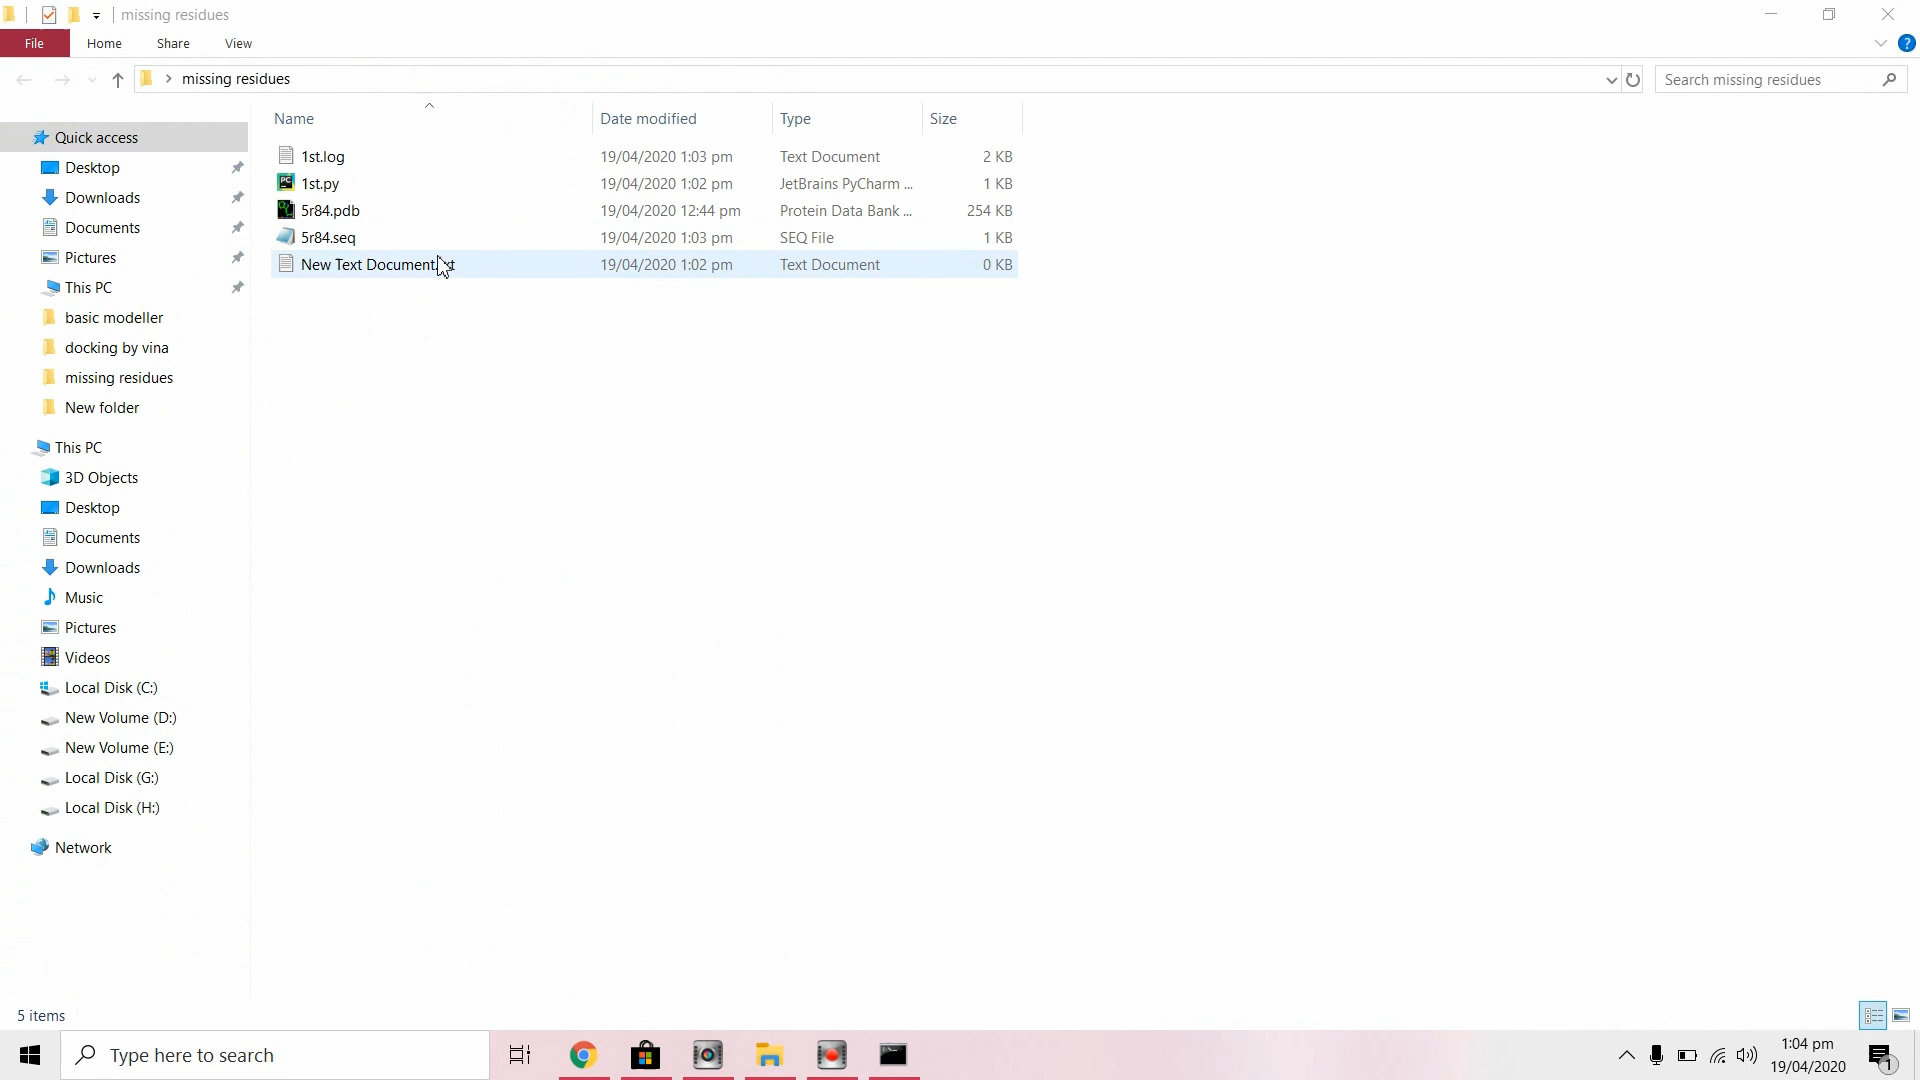 missing residues
File Home Share View
missing residues
Search missing residues
Name Date modified Type Size
Quick access
Desktop
Downloads
Documents
Pictures
This PC
basic modeller
docking by vina
missing residues
New folder
This PC
3D Objects
Desktop
Documents
Downloads
Music
Pictures
Videos
Local Disk (C:)
New Volume (D:)
New Volume (E:)
Local Disk (G:)
Local Disk (H:)
Network
1st.log 19/04/2020 1:03 pm Text Document 2 KB
1st.py 19/04/2020 1:02 pm JetBrains PyCharm ... 1 KB
5r84.pdb 19/04/2020 12:44 pm Protein Data Bank ... 254 KB
5r84.seq 19/04/2020 1:03 pm SEQ File 1 KB
New Text Document.txt 19/04/2020 1:02 pm Text Document 0 KB
5 items
Type here to search
1:04 pm
19/04/2020
1